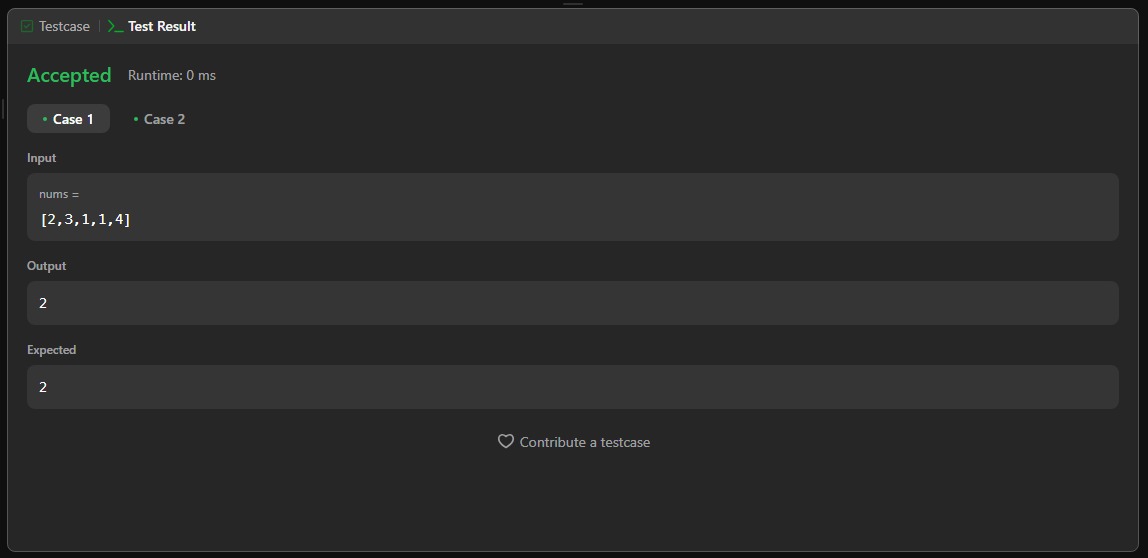 Testcase | Test Result
Accepted Runtime: 0 ms
Case 1 Case 2
Input
nums =
[2,3,1,1,4]
Output
2
Expected
2
Contribute a testcase